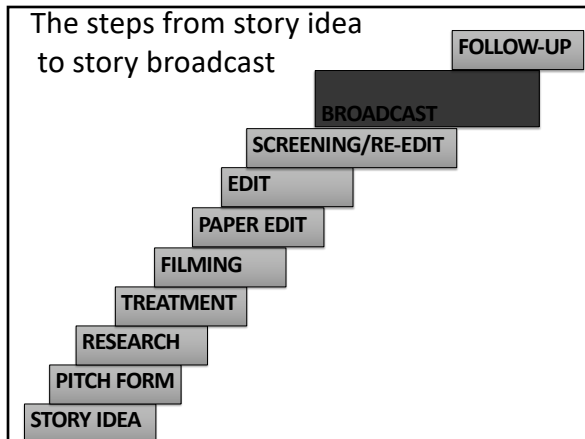 The steps from story idea
to story broadcast
FOLLOW-UP
BROADCAST
SCREENING/RE-EDIT
EDIT
PAPER EDIT
FILMING
TREATMENT
RESEARCH
PITCH FORM
STORY IDEA